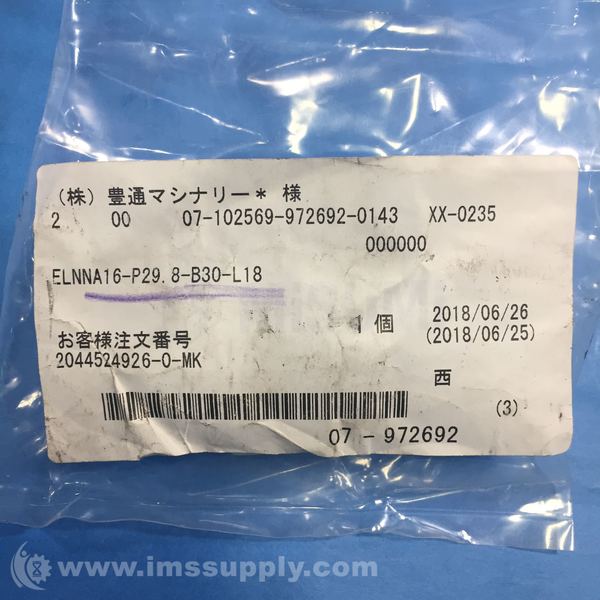 (株) 豊通マシナリー＊ 様
2 00 07-102569-972692-0143 XX-0235
000000
ELNNA16-P29.8-B30-L18
1個 2018/06/26
(2018/06/25)
お客様注文番号
2044524926-O-MK
西
(3)
07-972692
www.imssupply.com